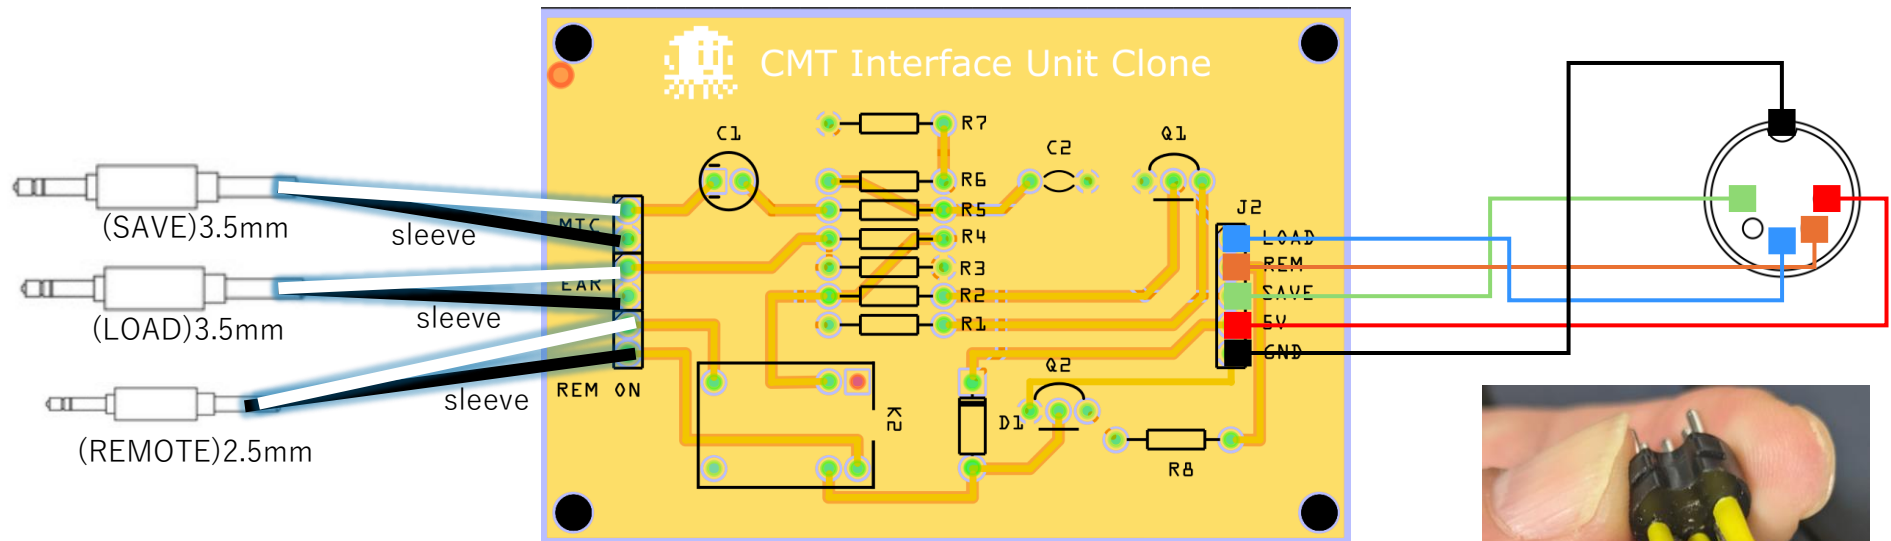 CMT Interface Unit Clone
C1
R7
C2
Q1
R6
R5
R4
R3
R2
R1
J2
LOAD
REM
SAVE
5V
GND
MIC
EAR
REM ON
K2
D1
Q2
R8
(SAVE)3.5mm
sleeve
(LOAD)3.5mm
sleeve
(REMOTE)2.5mm
sleeve